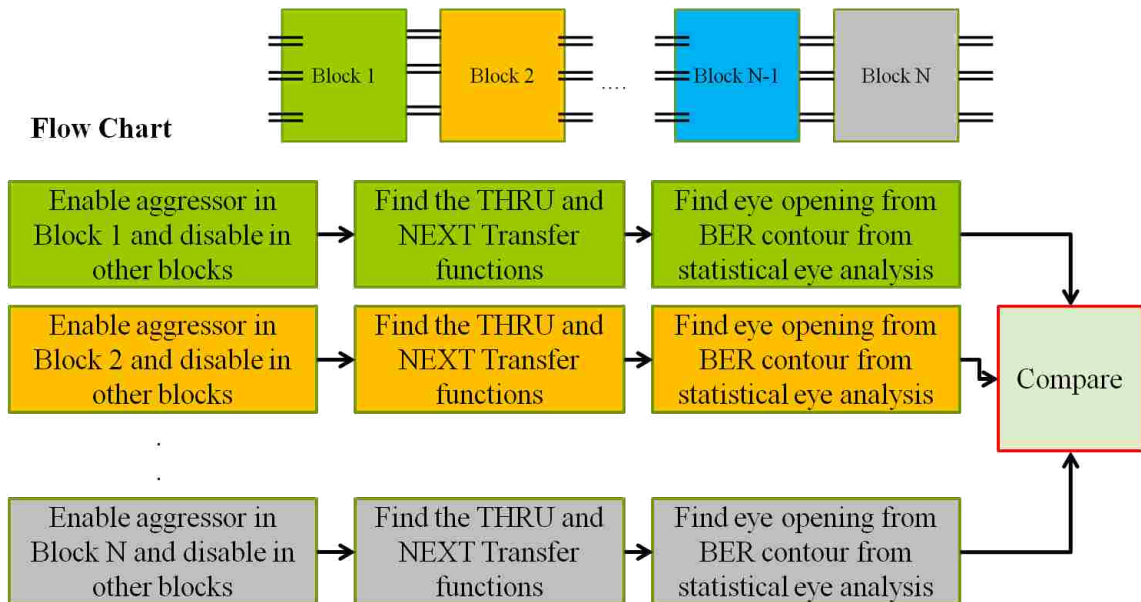 Block 1
Block 2
....
Block N-1
Block N
Flow Chart
Enable aggressor in
Block 1 and disable in
other blocks
Find the THRU and
NEXT Transfer
functions
Find eye opening from
BER contour from
statistical eye analysis
Enable aggressor in
Block 2 and disable in
other blocks
Find the THRU and
NEXT Transfer
functions
Find eye opening from
BER contour from
statistical eye analysis
Compare
.
.
Enable aggressor in
Block N and disable in
other blocks
Find the THRU and
NEXT Transfer
functions
Find eye opening from
BER contour from
statistical eye analysis